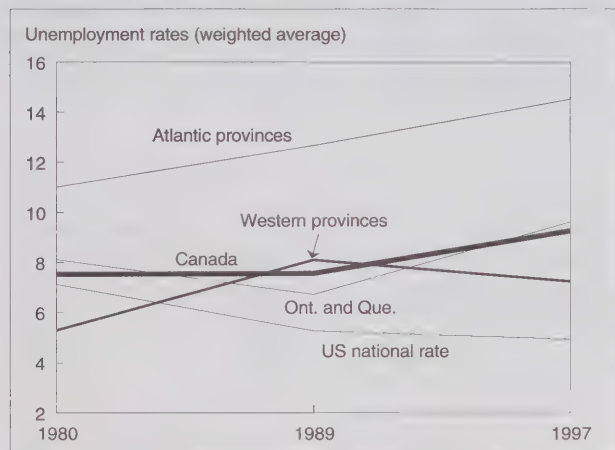 Unemployment rates (weighted average)
16
14
Atlantic provinces
12
10
Western provinces
Canada
8
Ont. and Que.
6
US national rate
4
2
1980 1989 1997